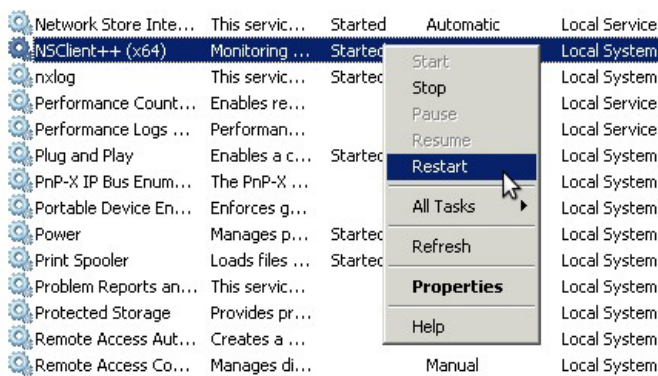 Network Store Inte... This servic... Started Automatic Local Service
NSClient++ (x64) Monitoring ... Started Local System
Start
nxlog This servic... Started Local System
Stop
Performance Count... Enables re... Local Service
Pause
Performance Logs ... Performan... Local Service
Resume
Plug and Play Enables a c... Started Local System
Restart
PnP-X IP Bus Enum... The PnP-X ... Local System
Portable Device En... Enforces g... Local System
All Tasks
Power Manages p... Started Local System
Refresh
Print Spooler Loads files ... Started Local System
Problem Reports an... This servic... Local System
Properties
Protected Storage Provides pr... Local System
Help
Remote Access Aut... Creates a ... Local System
Remote Access Co... Manages di... Manual Local System